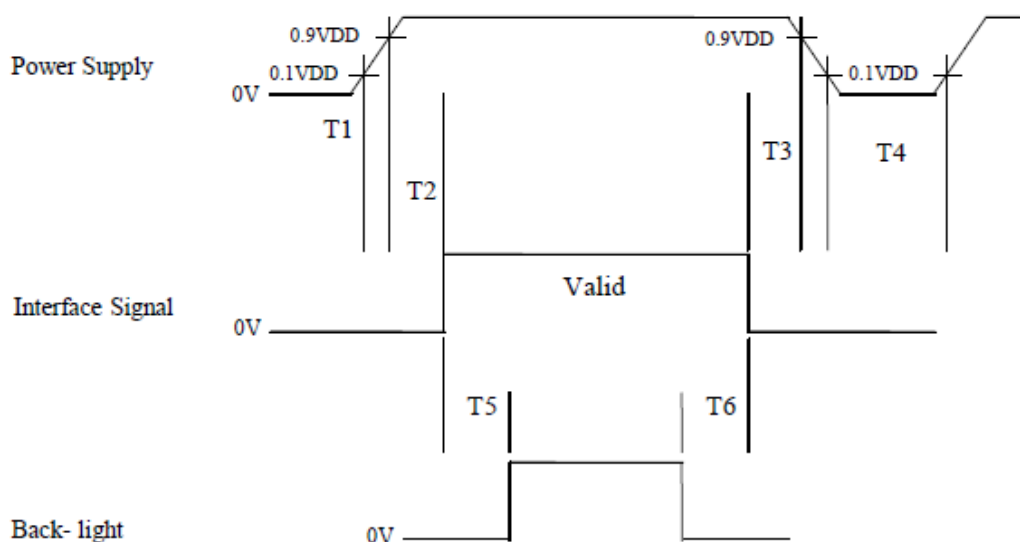 0.9VDD
0.9VDD
Power Supply
0.1VDD
0.1VDD
0V
T1
T3
T4
T2
Valid
Interface Signal
0V
T5
T6
Back- light
0V